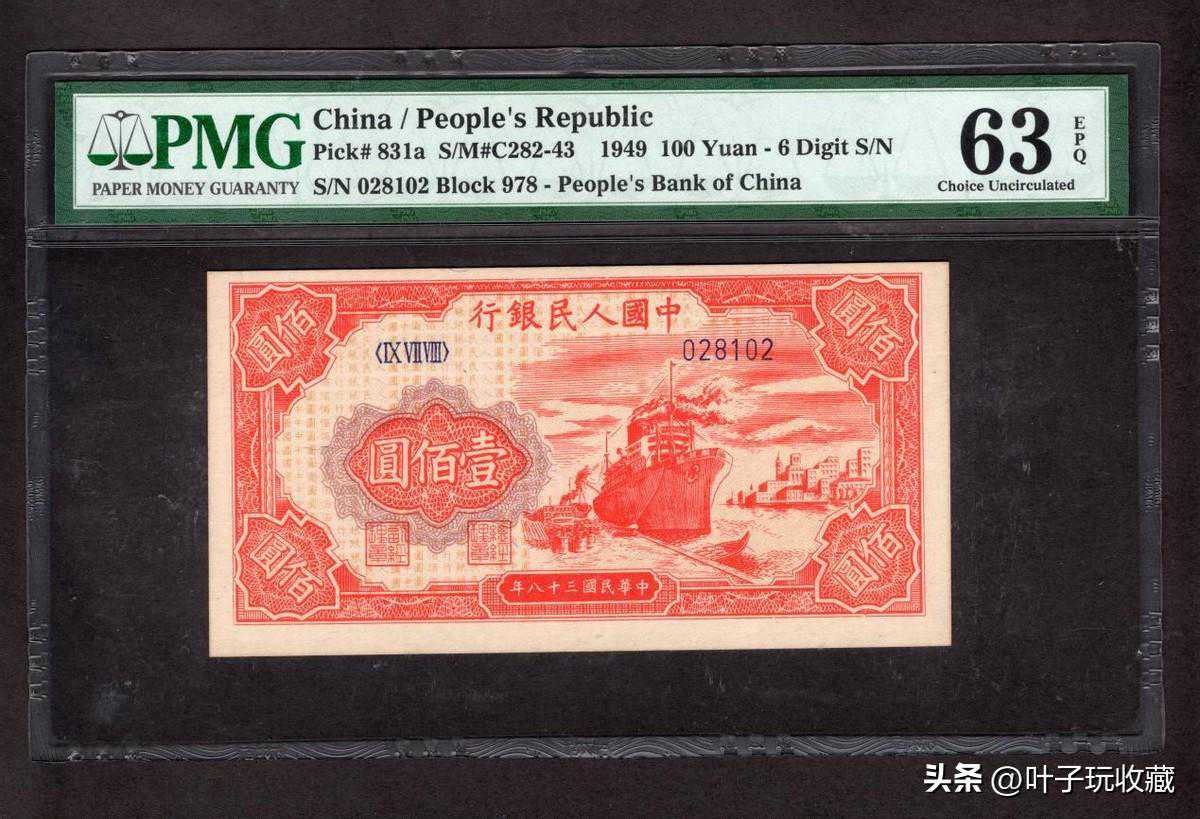 PMG
PAPER MONEY GUARANTY
China / People's Republic
Pick# 831a S/M#C282-43 1949 100 Yuan - 6 Digit S/N
S/N 028102 Block 978 - People's Bank of China
63
EPQ
Choice Uncirculated
行銀民人國中
〈IX VII VIII〉
028102
圓佰
圓佰
圓佰壹
圓佰
圓佰
年八十三國民華中
头条 @叶子玩收藏